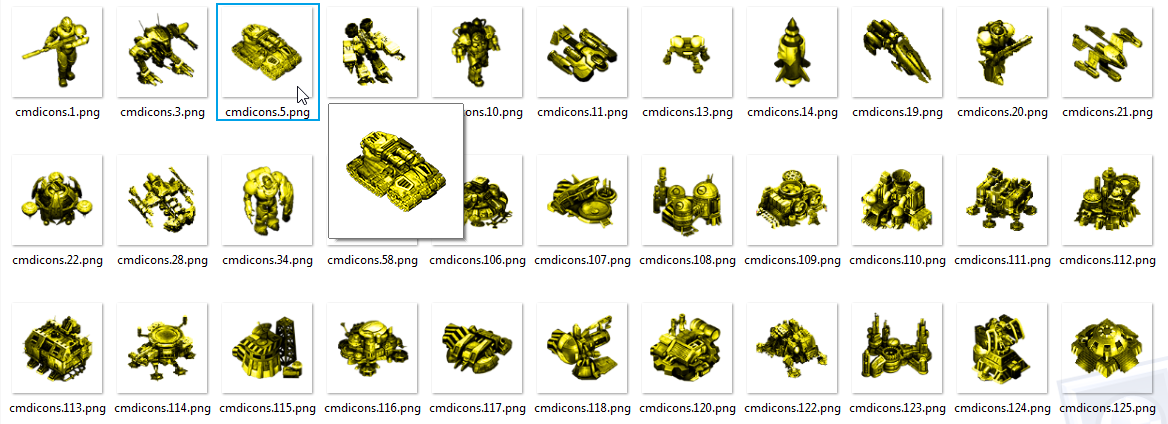 cmdicons.1.png
cmdicons.3.png
cmdicons.5.png
s.10.png
cmdicons.11.png
cmdicons.13.png
cmdicons.14.png
cmdicons.19.png
cmdicons.20.png
cmdicons.21.png
cmdicons.22.png
cmdicons.28.png
cmdicons.34.png
cmdicons.58.png
cmdicons.106.png
cmdicons.107.png
cmdicons.108.png
cmdicons.109.png
cmdicons.110.png
cmdicons.111.png
cmdicons.112.png
cmdicons.113.png
cmdicons.114.png
cmdicons.115.png
cmdicons.116.png
cmdicons.117.png
cmdicons.118.png
cmdicons.120.png
cmdicons.122.png
cmdicons.123.png
cmdicons.124.png
cmdicons.125.png